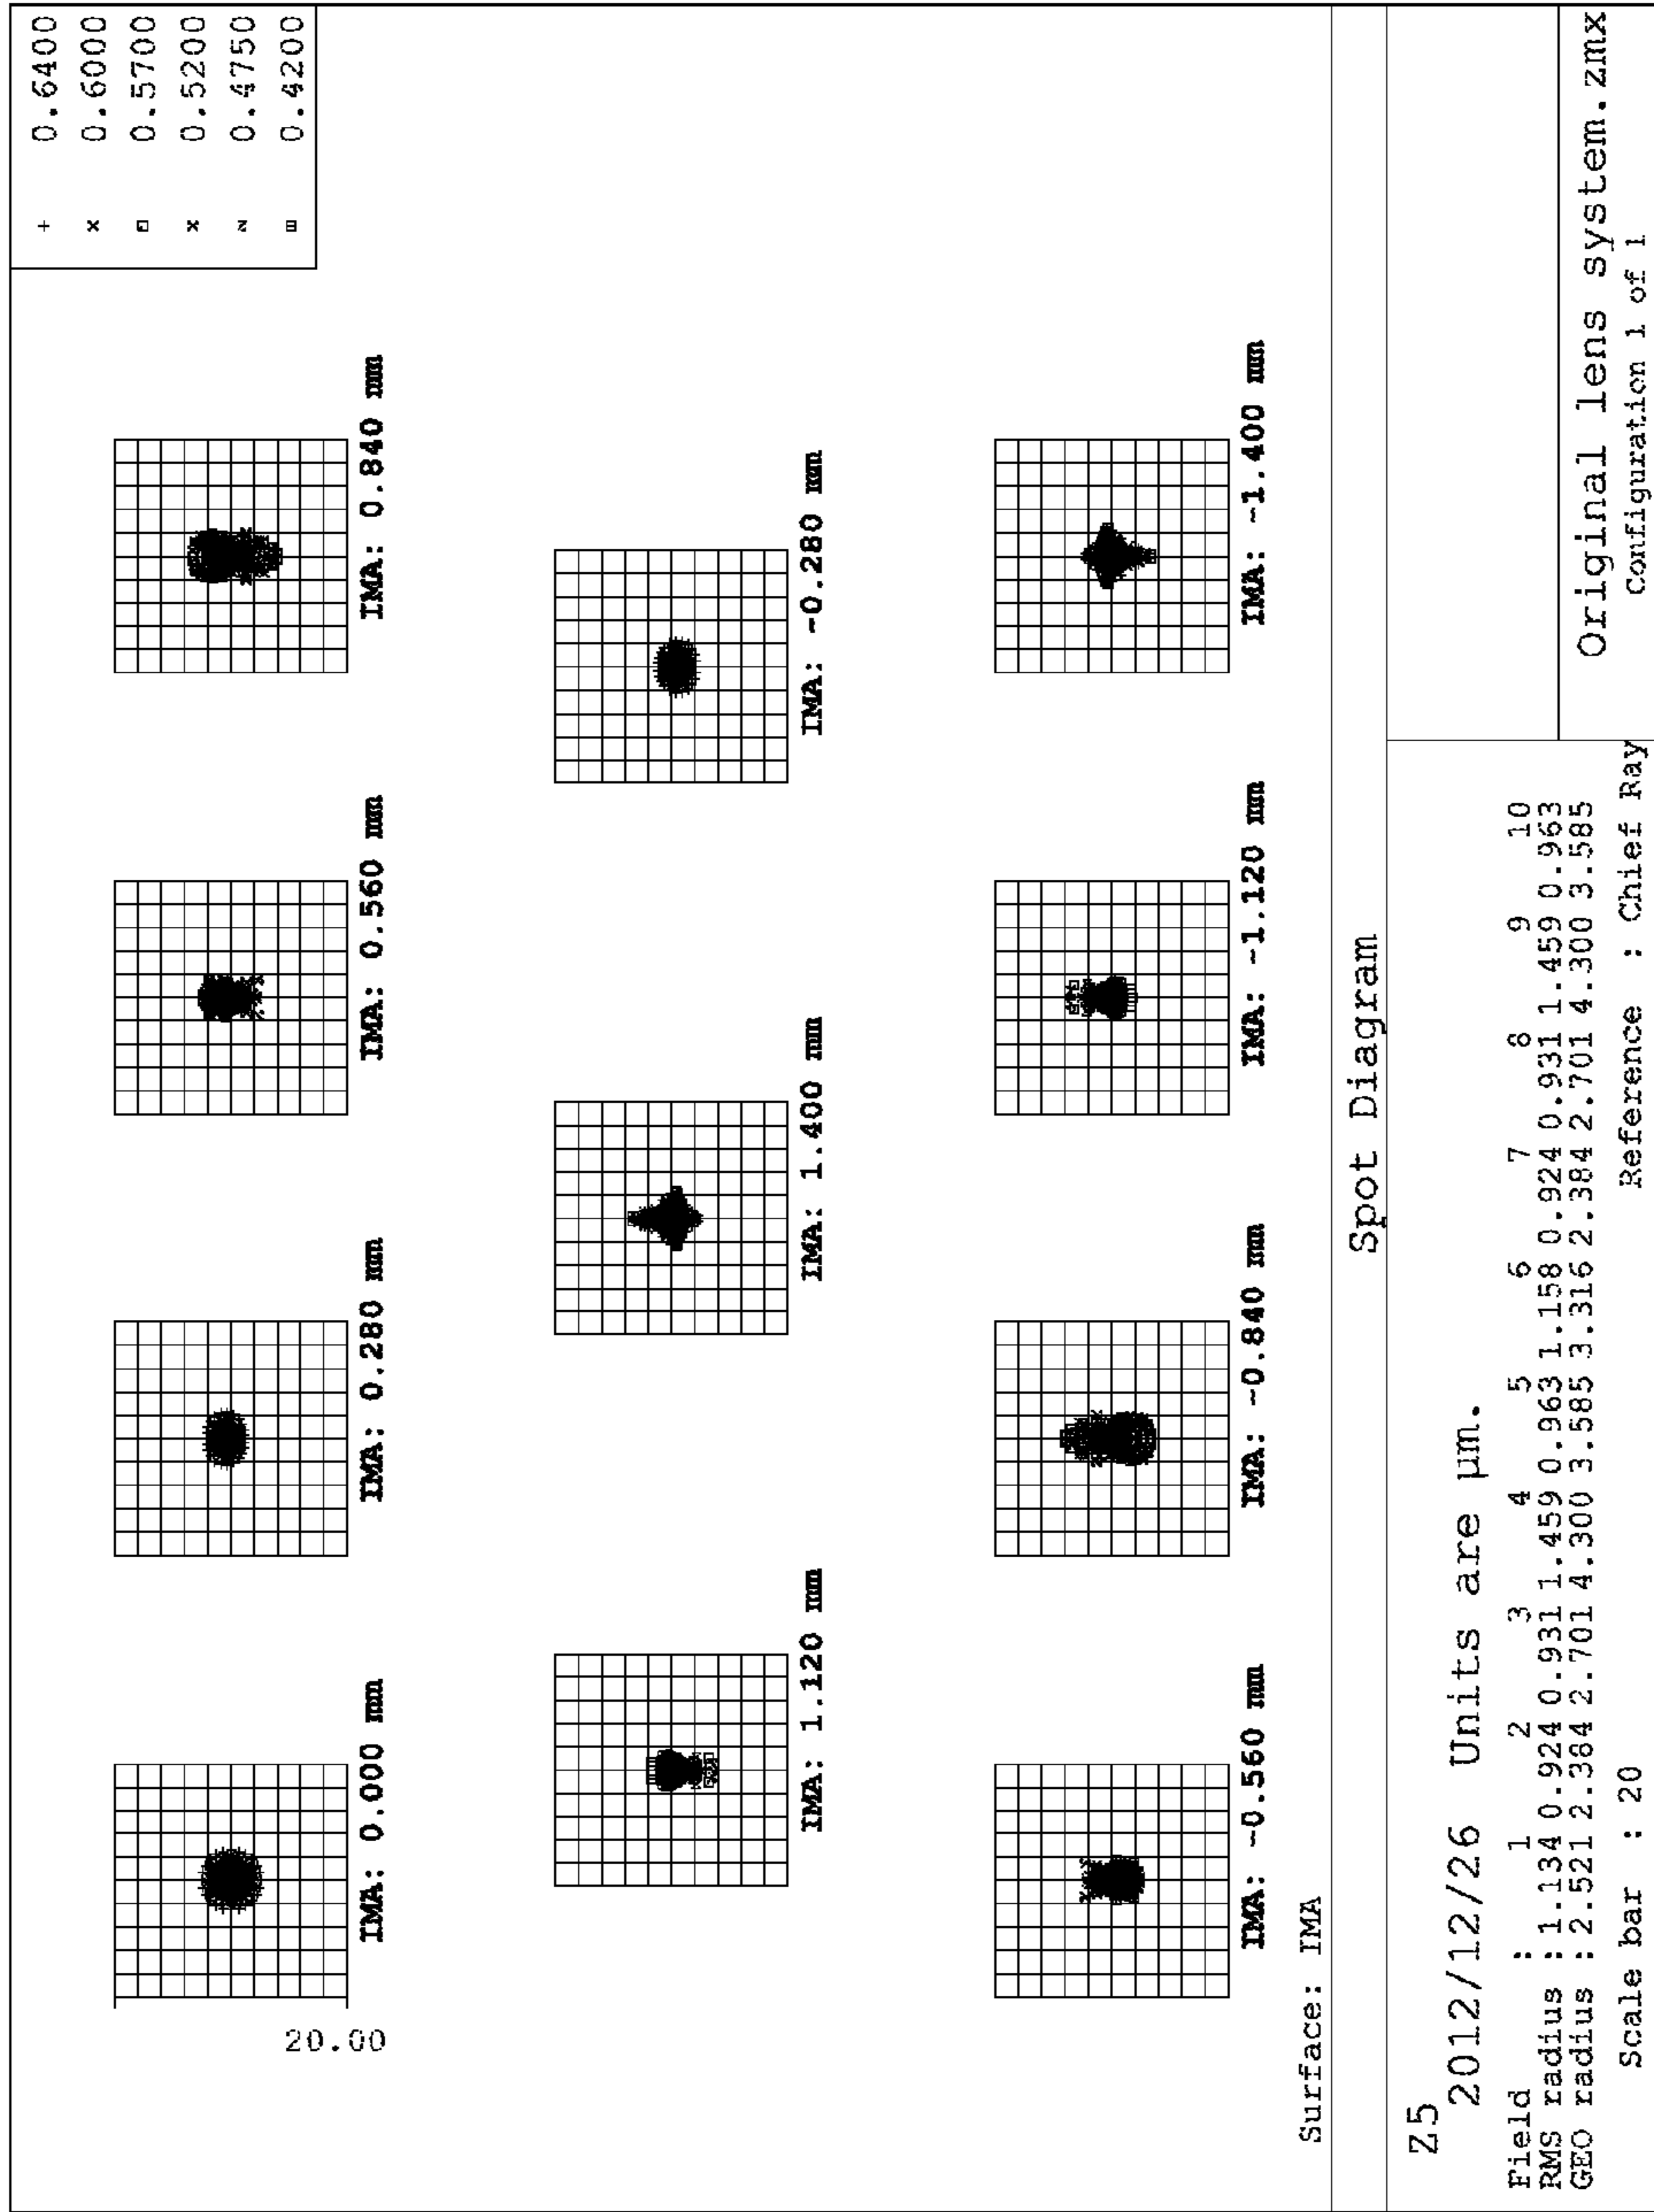 + 0.6400
× 0.6000
□ 0.5700
0.5200
0.4750
0.4200
20.00
IMA: 0.000 mm
IMA: 0.280 mm
IMA: 0.560 mm
IMA: 0.840 mm
IMA: 1.120 mm
IMA: 1.400 mm
IMA: -0.280 mm
IMA: -0.560 mm
IMA: -0.840 mm
IMA: -1.120 mm
IMA: -1.400 mm
Surface: IMA
Spot Diagram
Z5
2012/12/26 Units are µm.
Field : 1 2 3 4 5 6 7 8 9 10
RMS radius : 1.134 0.924 0.931 1.459 0.963 1.158 0.924 0.931 1.459 0.963
GEO radius : 2.521 2.384 2.701 4.300 3.585 3.316 2.384 2.701 4.300 3.585
Scale bar : 20 Reference : Chief Ray
Original lens system.zmx
Configuration 1 of 1